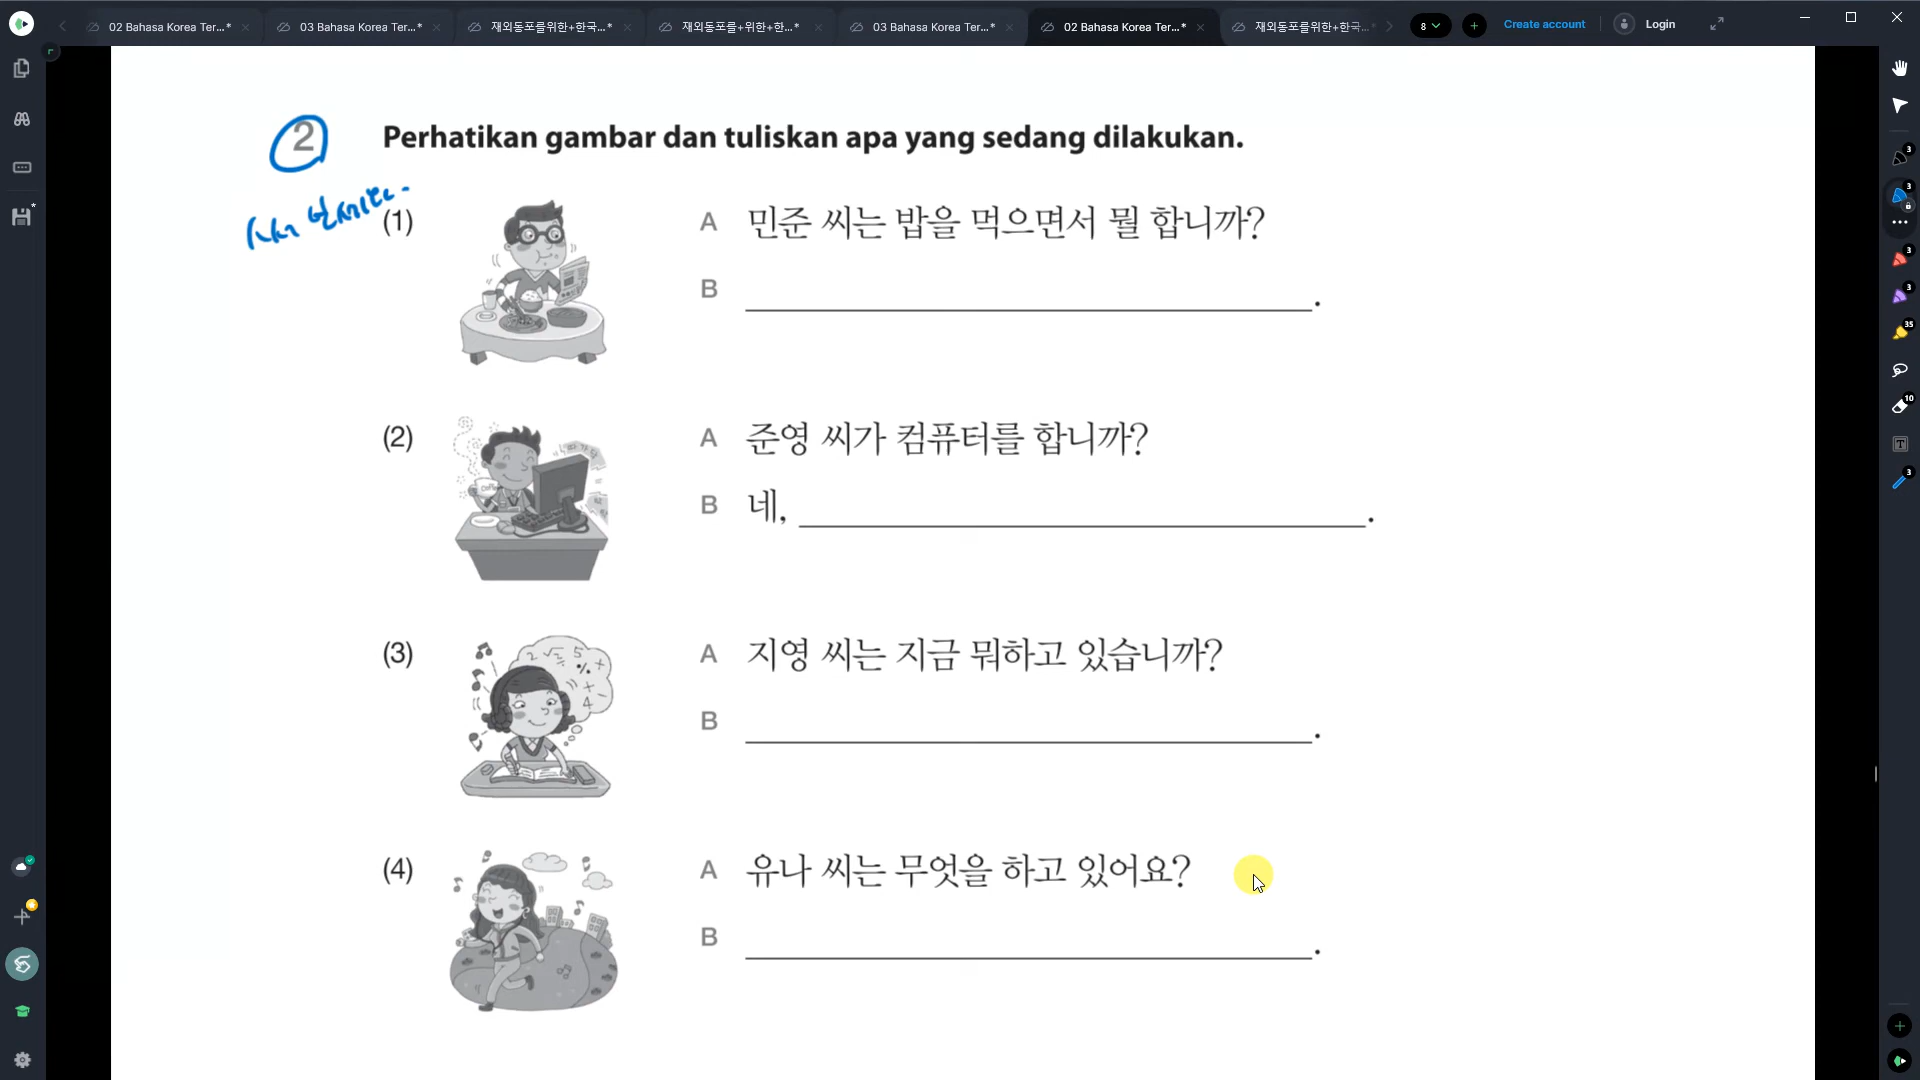 02 Bahasa Korea Ter...* 03 Bahasa Korea Ter...* 재외동포를위한+한국...* 재외동포를+위한+한...* 03 Bahasa Korea Ter...* 02 Bahasa Korea Ter...* 재외동포를위한+한국...* 8 Create account Login
2 Perhatikan gambar dan tuliskan apa yang sedang dilakukan.
(1) A 민준 씨는 밥을 먹으면서 뭘 합니까?
B .
(2) A 준영 씨가 컴퓨터를 합니까?
B 네, .
(3) A 지영 씨는 지금 뭐하고 있습니까?
B .
(4) A 유나 씨는 무엇을 하고 있어요?
B .